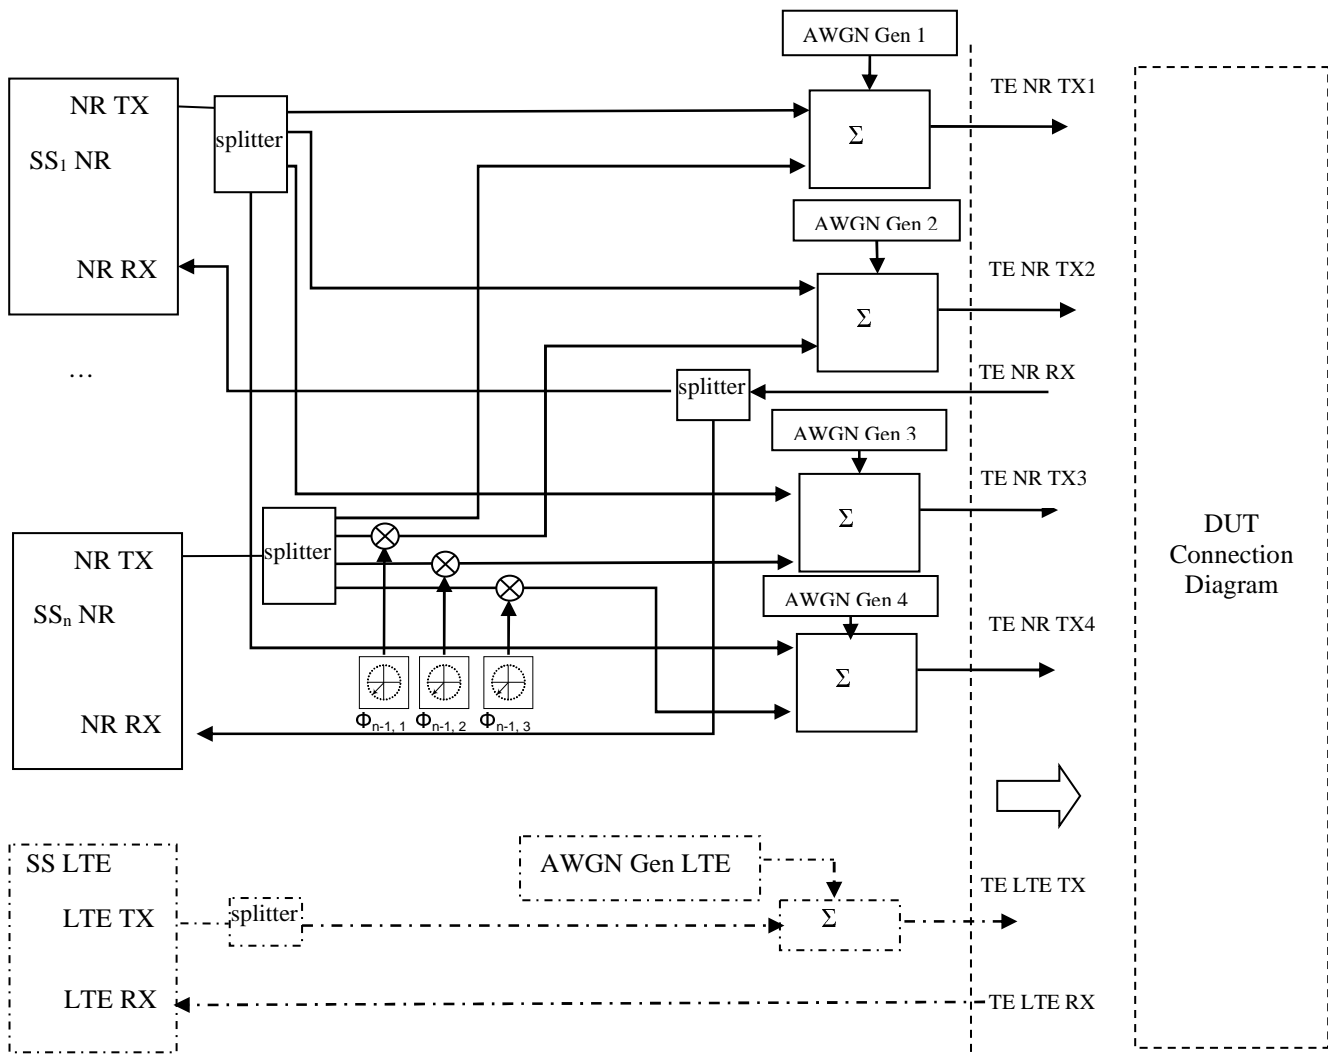 AWGN Gen 1
TE NR TX1
NR TX
splitter
Σ
SS1 NR
AWGN Gen 2
NR RX
TE NR TX2
Σ
…
splitter
TE NR RX
AWGN Gen 3
TE NR TX3
Σ
DUT
Connection
Diagram
NR TX
splitter
SSn NR
AWGN Gen 4
TE NR TX4
Σ
NR RX
Φn-1, 1
Φn-1, 2
Φn-1, 3
SS LTE
AWGN Gen LTE
TE LTE TX
LTE TX
splitter
Σ
LTE RX
TE LTE RX